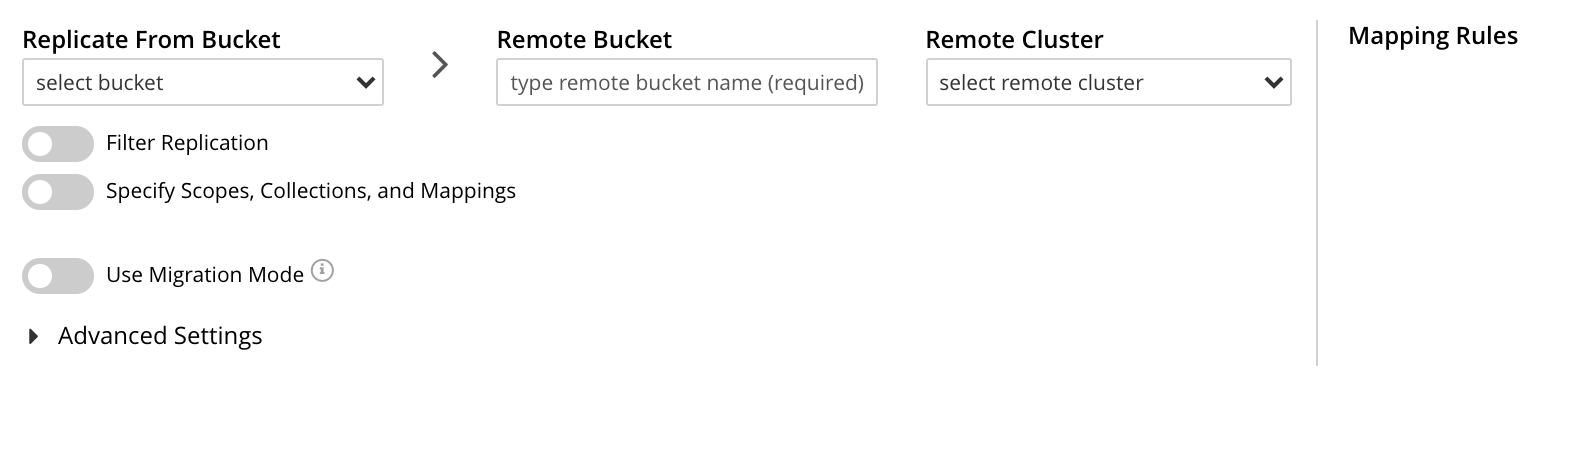 Replicate From Bucket
select bucket
Remote Bucket
type remote bucket name (required)
Remote Cluster
select remote cluster
Mapping Rules
Filter Replication
Specify Scopes, Collections, and Mappings
Use Migration Mode
Advanced Settings